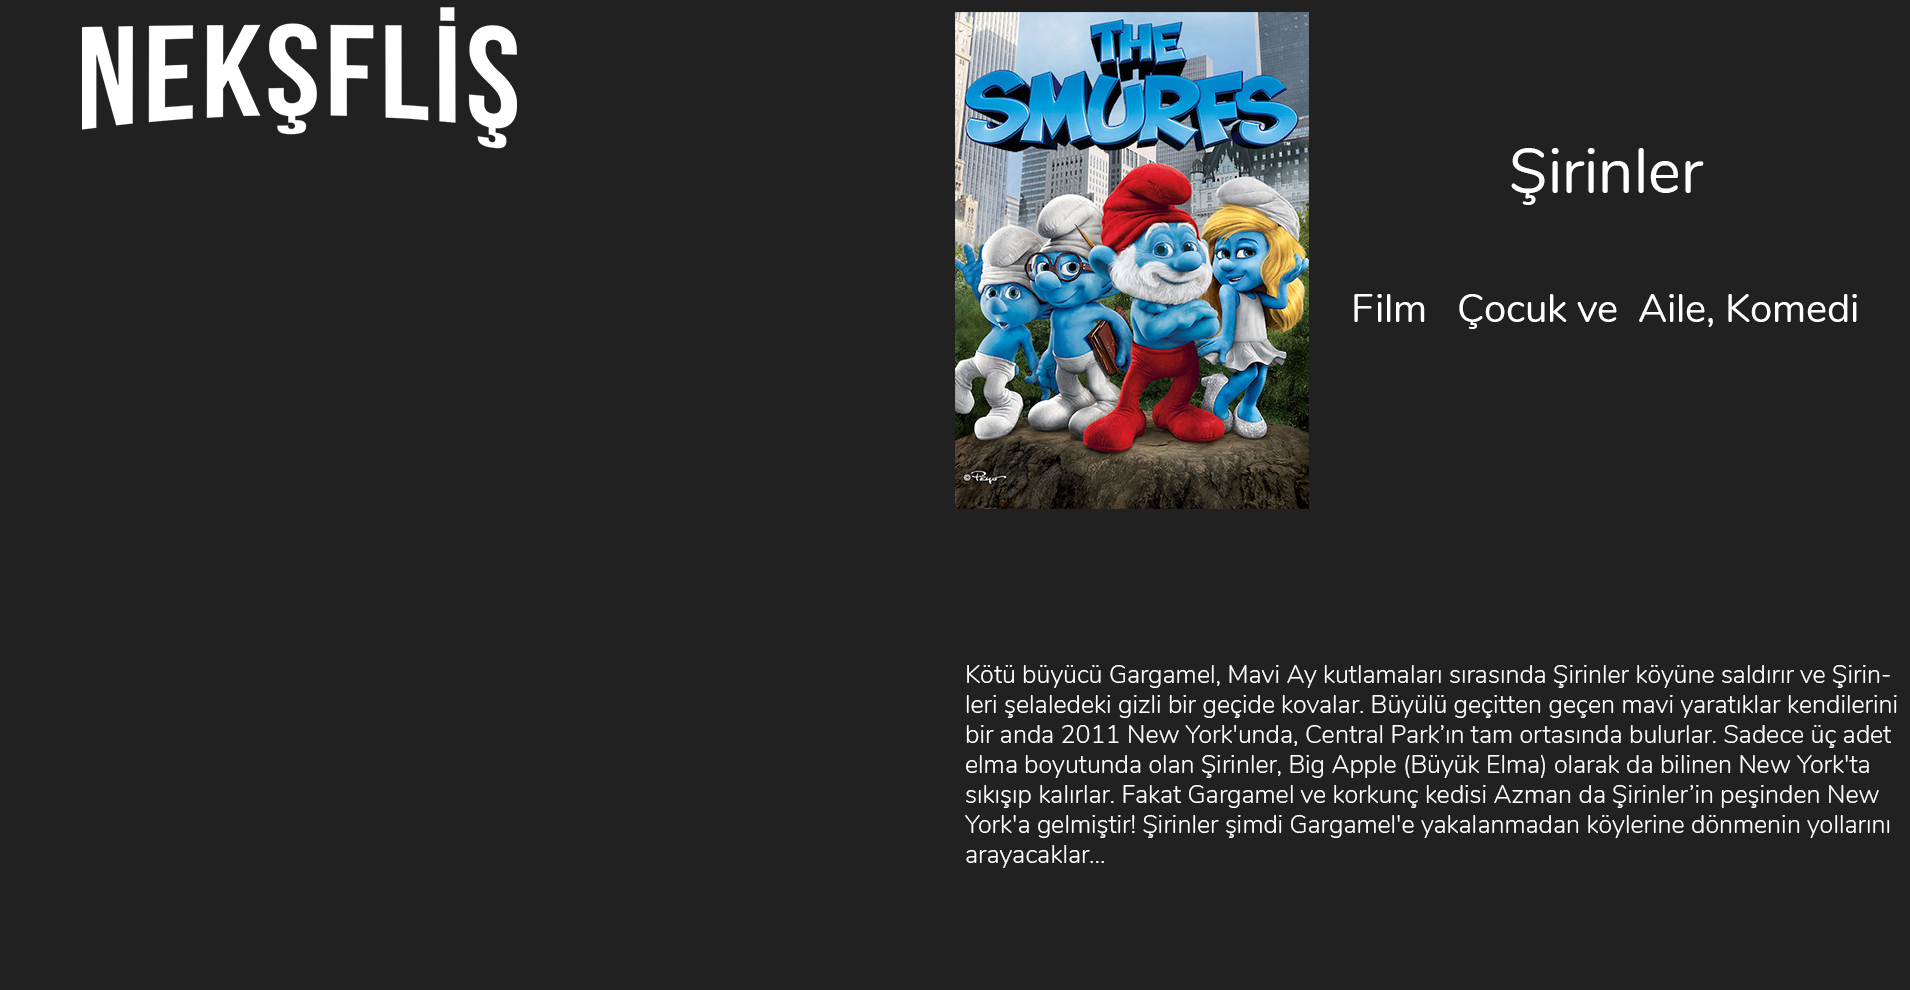 NEKŞFLİŞ
THE
SMURFS
™
© Peyo
Şirinler
Film Çocuk ve Aile, Komedi
Kötü büyücü Gargamel, Mavi Ay kutlamaları sırasında Şirinler köyüne saldırır ve Şirin-
leri şelaledeki gizli bir geçide kovalar. Büyülü geçitten geçen mavi yaratıklar kendilerini
bir anda 2011 New York'unda, Central Park’ın tam ortasında bulurlar. Sadece üç adet
elma boyutunda olan Şirinler, Big Apple (Büyük Elma) olarak da bilinen New York'ta
sıkışıp kalırlar. Fakat Gargamel ve korkunç kedisi Azman da Şirinler’in peşinden New
York'a gelmiştir! Şirinler şimdi Gargamel'e yakalanmadan köylerine dönmenin yollarını
arayacaklar...